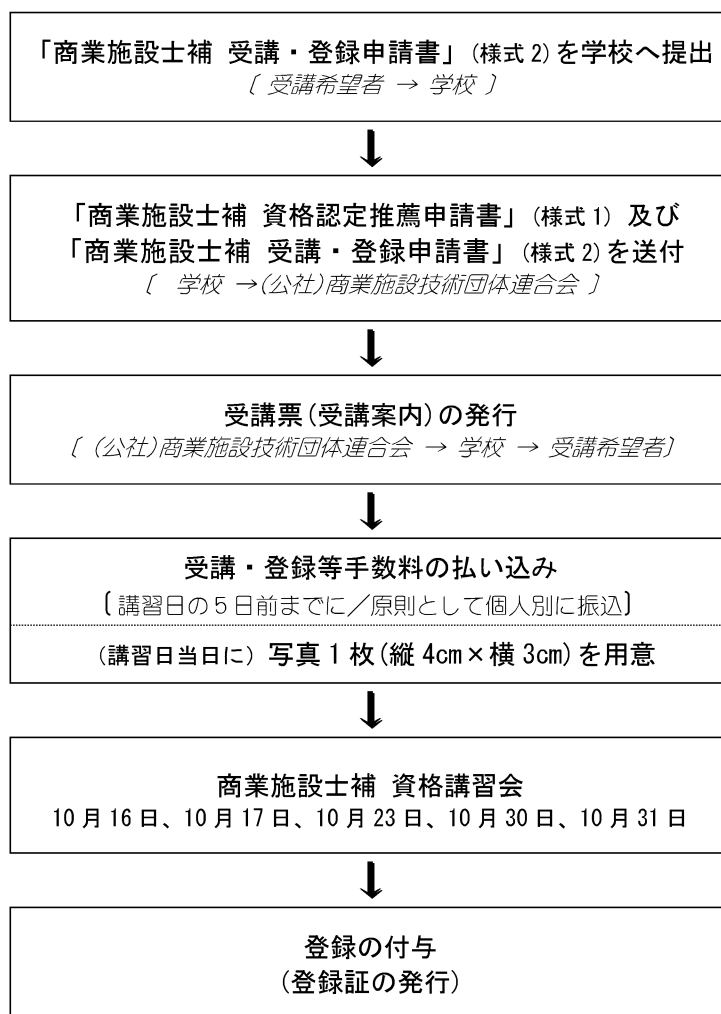 「商業施設士補 受講・登録申請書」(様式2)を学校へ提出
〔 受講希望者 → 学校 〕
↓
「商業施設士補 資格認定推薦申請書」(様式1) 及び
「商業施設士補 受講・登録申請書」(様式2)を送付
〔 学校 →(公社)商業施設技術団体連合会 〕
↓
受講票(受講案内)の発行
〔 (公社)商業施設技術団体連合会 → 学校 → 受講希望者〕
↓
受講・登録等手数料の払い込み
〔講習日の5日前までに/原則として個人別に振込〕
(講習日当日に) 写真1枚(縦4cm×横3cm)を用意
↓
商業施設士補 資格講習会
10月16日、10月17日、10月23日、10月30日、10月31日
↓
登録の付与
(登録証の発行)